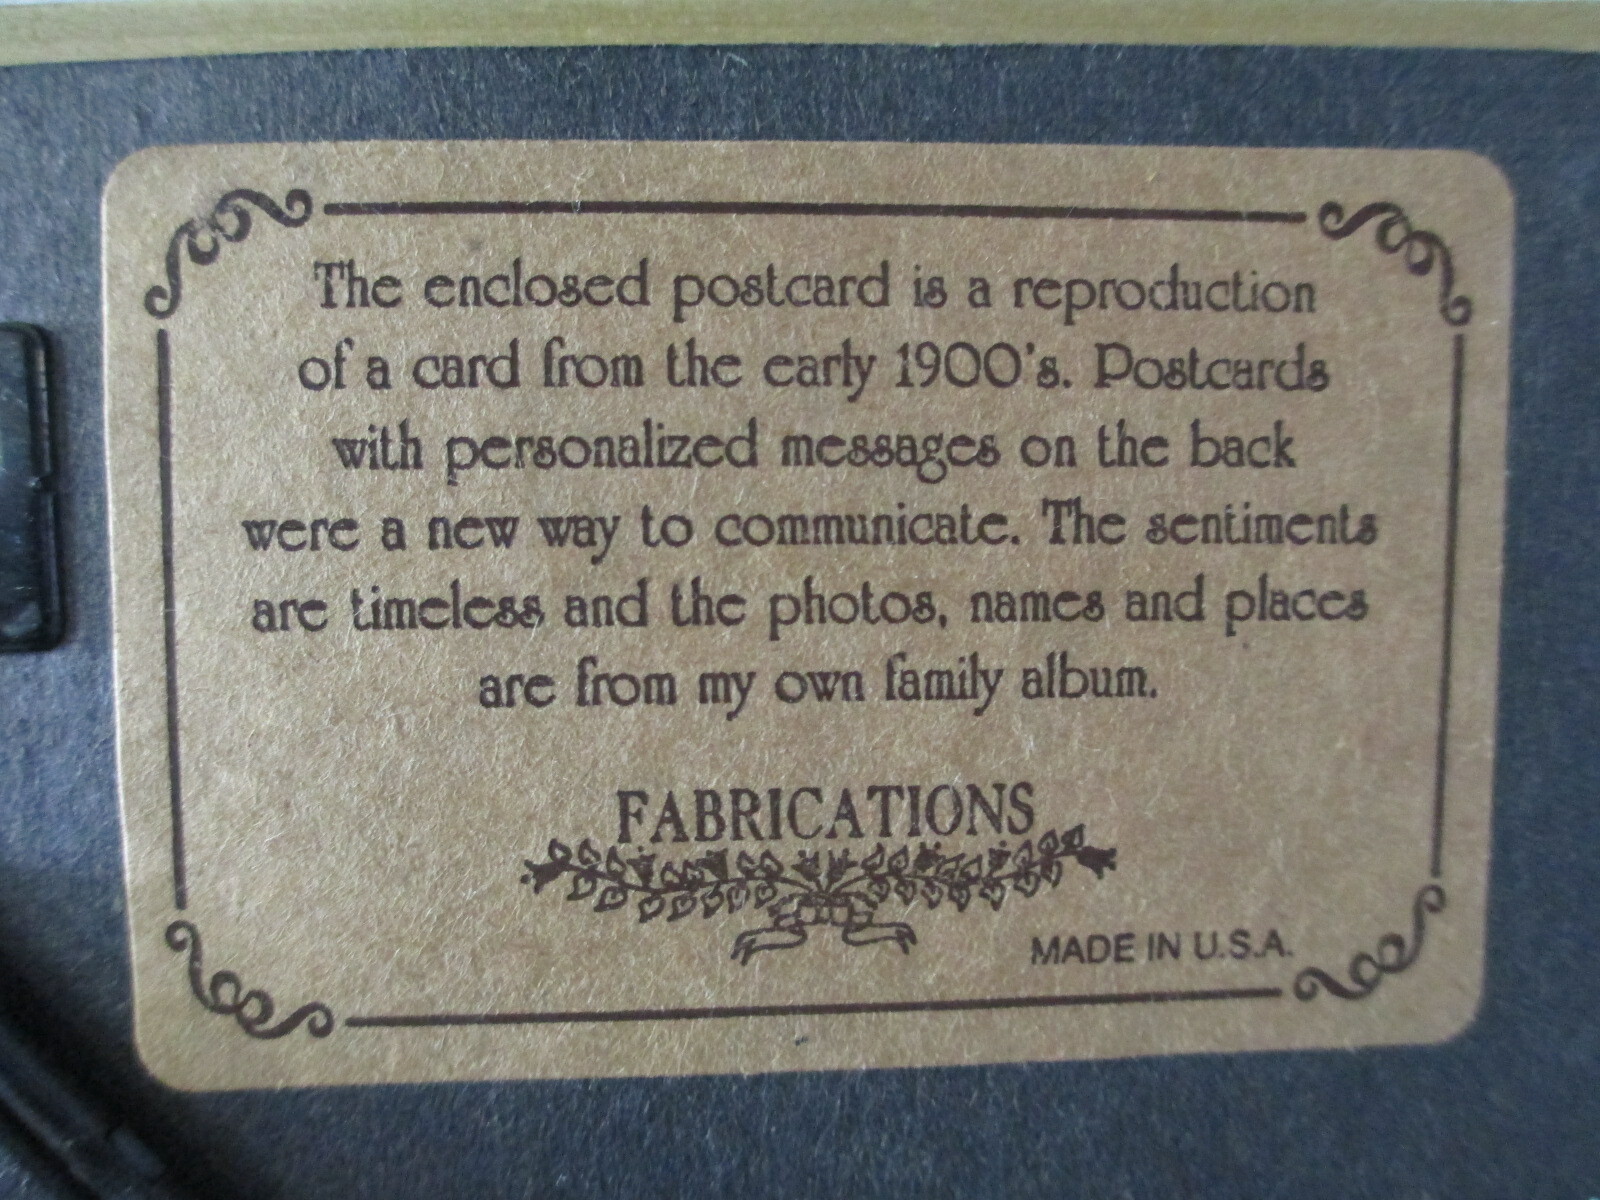 The enclosed postcard is a reproduction
of a card from the early 1900's. Postcards
with personalized messages on the back
were a new way to communicate. The sentiments
are timeless and the photos, names and places
are from my own family album.
FABRICATIONS
MADE IN U.S.A.